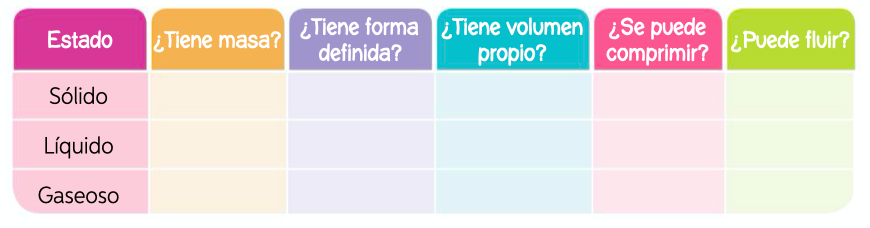 Estado
¿Tiene masa?
¿Tiene forma
definida?
¿Tiene volumen
propio?
¿Se puede
comprimir?
¿Puede fluir?
Sólido
Líquido
Gaseoso